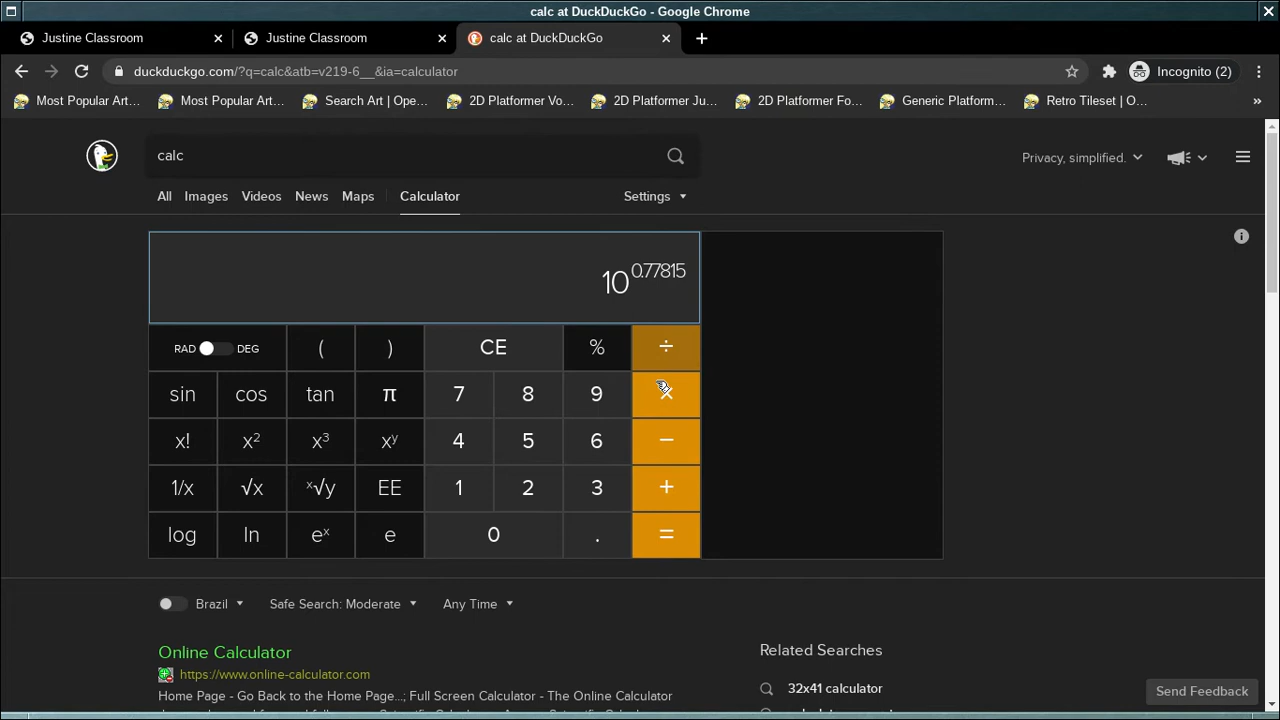 calc at DuckDuckGo - Google Chrome
Justine Classroom
Justine Classroom
calc at DuckDuckGo
duckduckgo.com/?q=calc&atb=v219-6__&ia=calculator
Incognito (2)
Most Popular Art...
Most Popular Art...
Search Art | Ope...
2D Platformer Vo...
2D Platformer Ju...
2D Platformer Fo...
Generic Platform...
Retro Tileset | O...
»
calc
Privacy, simplified.
All Images Videos News Maps Calculator Settings
10^0.77815
RAD DEG ( ) CE % ÷
sin cos tan π 7 8 9 ×
x! x² x³ xʸ 4 5 6 −
1/x √x ˣ√y EE 1 2 3 +
log ln eˣ e 0 . =
Brazil Safe Search: Moderate Any Time
Online Calculator
https://www.online-calculator.com
Home Page - Go Back to the Home Page...; Full Screen Calculator - The Online Calculator
Related Searches
32x41 calculator
Send Feedback